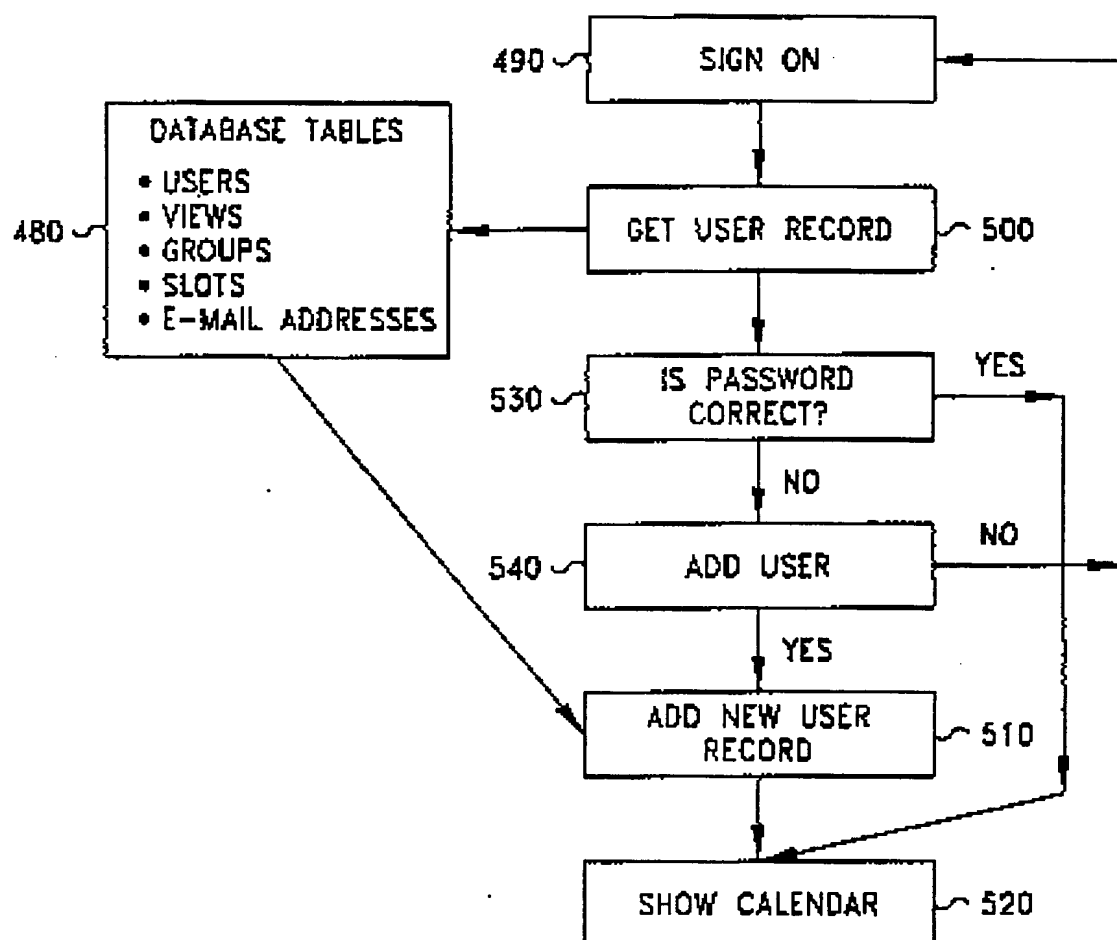 490
SIGN ON
DATABASE TABLES
• USERS
• VIEWS
• GROUPS
• SLOTS
• E-MAIL ADDRESSES
480
GET USER RECORD
500
530
IS PASSWORD
CORRECT?
YES
NO
540
ADD USER
NO
YES
ADD NEW USER
RECORD
510
SHOW CALENDAR
520